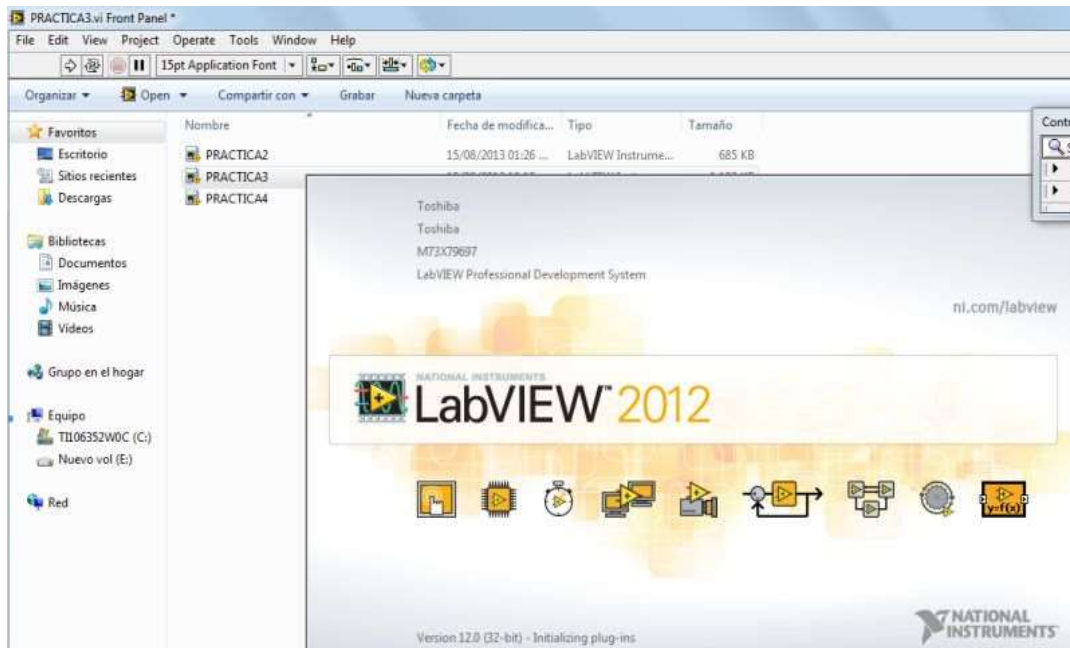 PRACTICA3.vi Front Panel *
File Edit View Project Operate Tools Window Help
15pt Application Font
Organizar Open Compartir con Grabar Nueva carpeta
Favoritos
Escritorio
Sitios recientes
Descargas
Bibliotecas
Documentos
Imágenes
Música
Vídeos
Grupo en el hogar
Equipo
TI106352W0C (C:)
Nuevo vol (E:)
Red
Nombre Fecha de modifica... Tipo Tamaño
PRACTICA2 15/08/2013 01:26 ... LabVIEW Instrume... 685 KB
PRACTICA3
PRACTICA4
Cont
Toshiba
Toshiba
M73X79697
LabVIEW Professional Development System
ni.com/labview
NATIONAL INSTRUMENTS
LabVIEW™ 2012
y=f(x)
Version 12.0 (32-bit) - Initializing plug-ins
NATIONAL
INSTRUMENTS